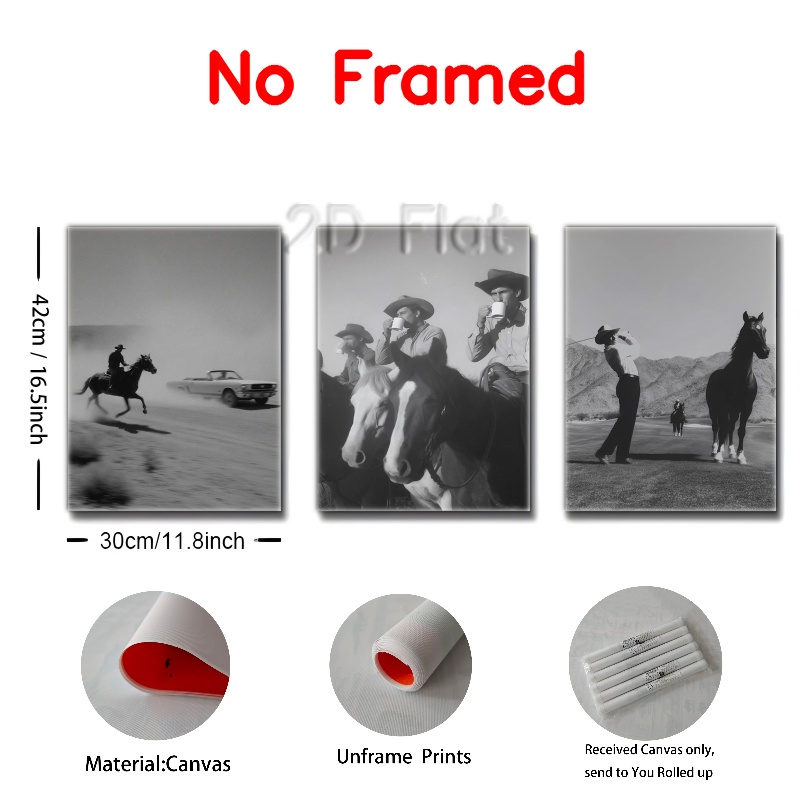 No Framed
2D Flat
42cm / 16.5inch
30cm/11.8inch
Material:Canvas
Unframe Prints
Received Canvas only,
send to You Rolled up